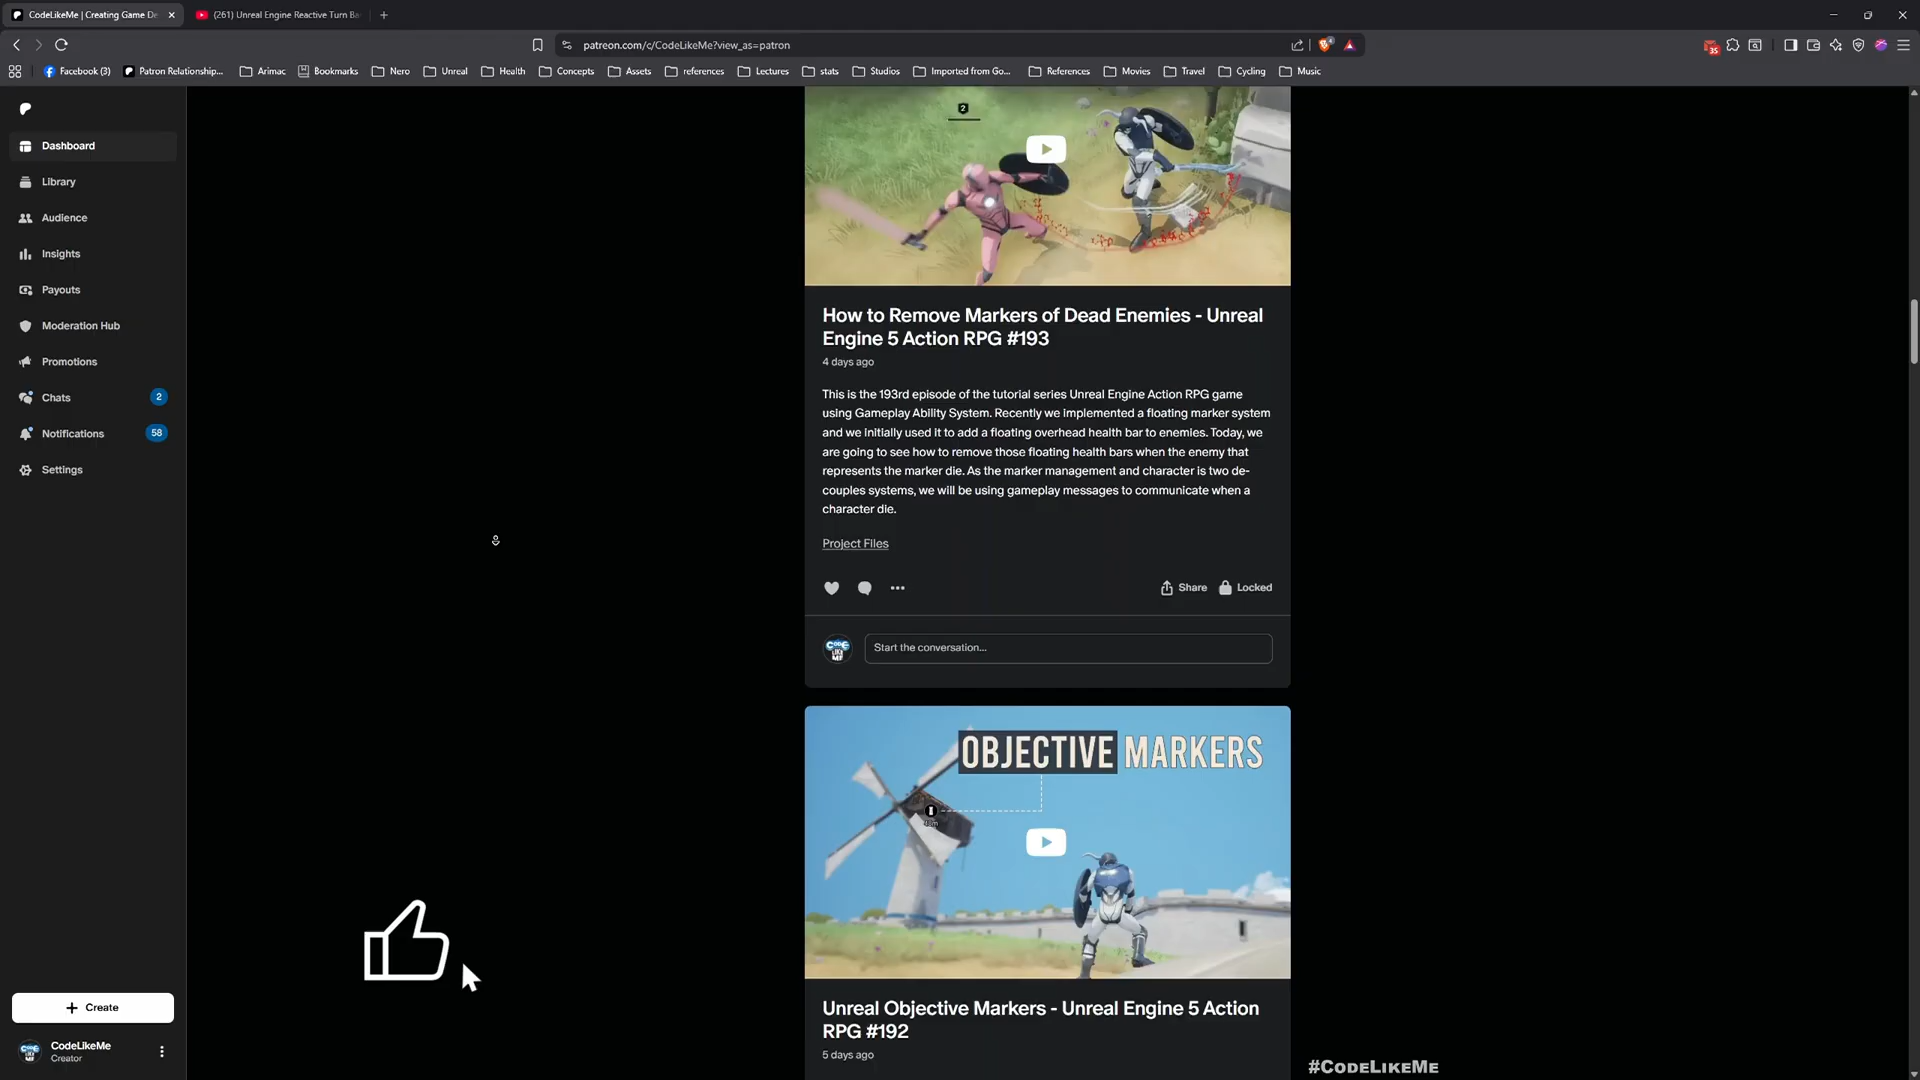 CodeLikeMe | Creating Game De
(261) Unreal Engine Reactive Turn Ba
patreon.com/c/CodeLikeMe?view_as=patron
4
35
Facebook (3)
Patron Relationship...
Arimac
Bookmarks
Nero
Unreal
Health
Concepts
Assets
references
Lectures
stats
Studios
Imported from Go...
References
Movies
Travel
Cycling
Music
Dashboard
Library
Audience
Insights
Payouts
Moderation Hub
Promotions
Chats
2
Notifications
58
Settings
Create
CodeLikeMe
Creator
2
How to Remove Markers of Dead Enemies - Unreal
Engine 5 Action RPG #193
4 days ago
This is the 193rd episode of the tutorial series Unreal Engine Action RPG game
using Gameplay Ability System. Recently we implemented a floating marker system
and we initially used it to add a floating overhead health bar to enemies. Today, we
are going to see how to remove those floating health bars when the enemy that
represents the marker die. As the marker management and character is two de-
couples systems, we will be using gameplay messages to communicate when a
character die.
Project Files
Share
Locked
CODE
LIKE
ME
Start the conversation...
OBJECTIVE MARKERS
Unreal Objective Markers - Unreal Engine 5 Action
RPG #192
5 days ago
#CodeLikeMe